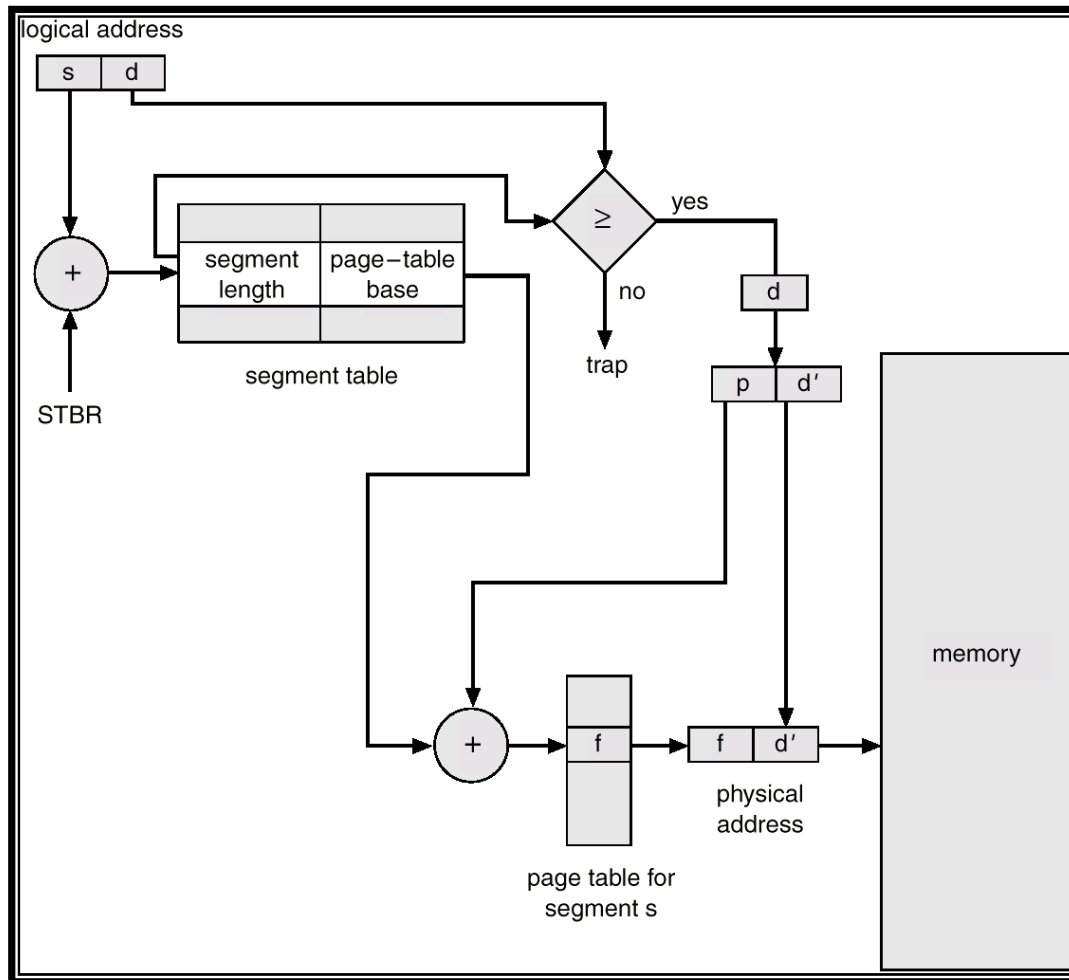 logical address
s d
≥
yes
+
segment length
page–table base
d
no
segment table
trap
p d′
STBR
memory
+
f
f d′
physical address
page table for segment s